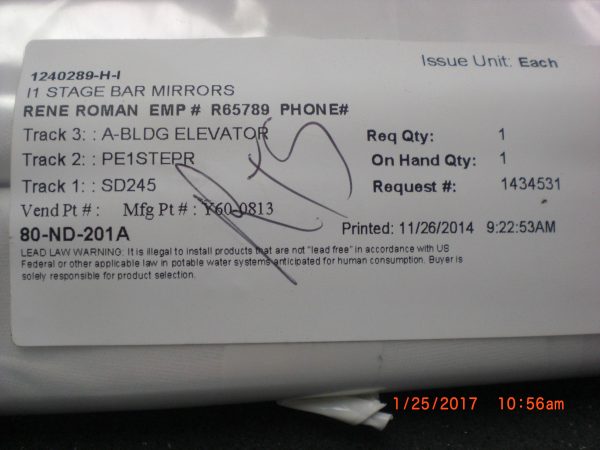 Issue Unit: Each
1240289-H-I
I1 STAGE BAR MIRRORS
RENE ROMAN EMP # R65789 PHONE#
Track 3: : A-BLDG ELEVATOR Req Qty: 1
Track 2: : PE1STEPR On Hand Qty: 1
Track 1: : SD245 Request #: 1434531
Vend Pt # : Mfg Pt # : Y60-0813
80-ND-201A Printed: 11/26/2014 9:22:53AM
LEAD LAW WARNING: It is illegal to install products that are not "lead free" in accordance with US
Federal or other applicable law in potable water systems anticipated for human consumption. Buyer is
solely responsible for product selection.
RTS
1/25/2017 10:56am